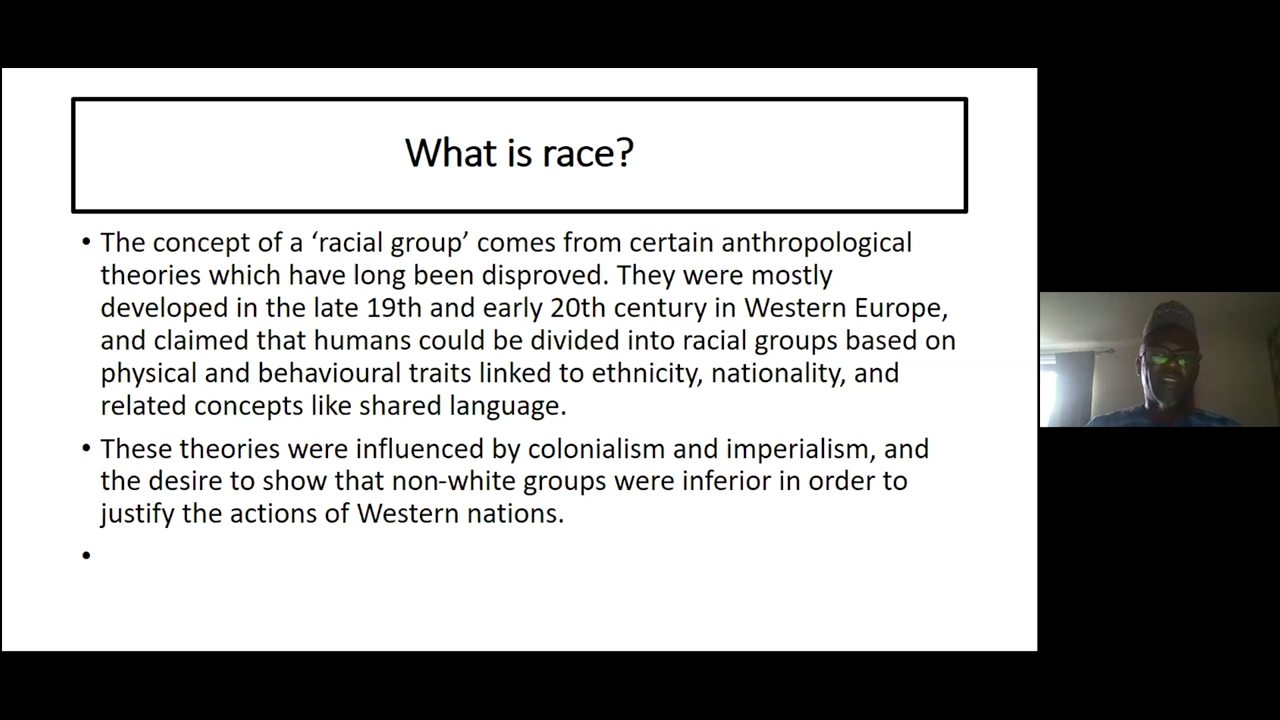 What is race?
• The concept of a ‘racial group’ comes from certain anthropological
theories which have long been disproved. They were mostly
developed in the late 19th and early 20th century in Western Europe,
and claimed that humans could be divided into racial groups based on
physical and behavioural traits linked to ethnicity, nationality, and
related concepts like shared language.
• These theories were influenced by colonialism and imperialism, and
the desire to show that non-white groups were inferior in order to
justify the actions of Western nations.
•